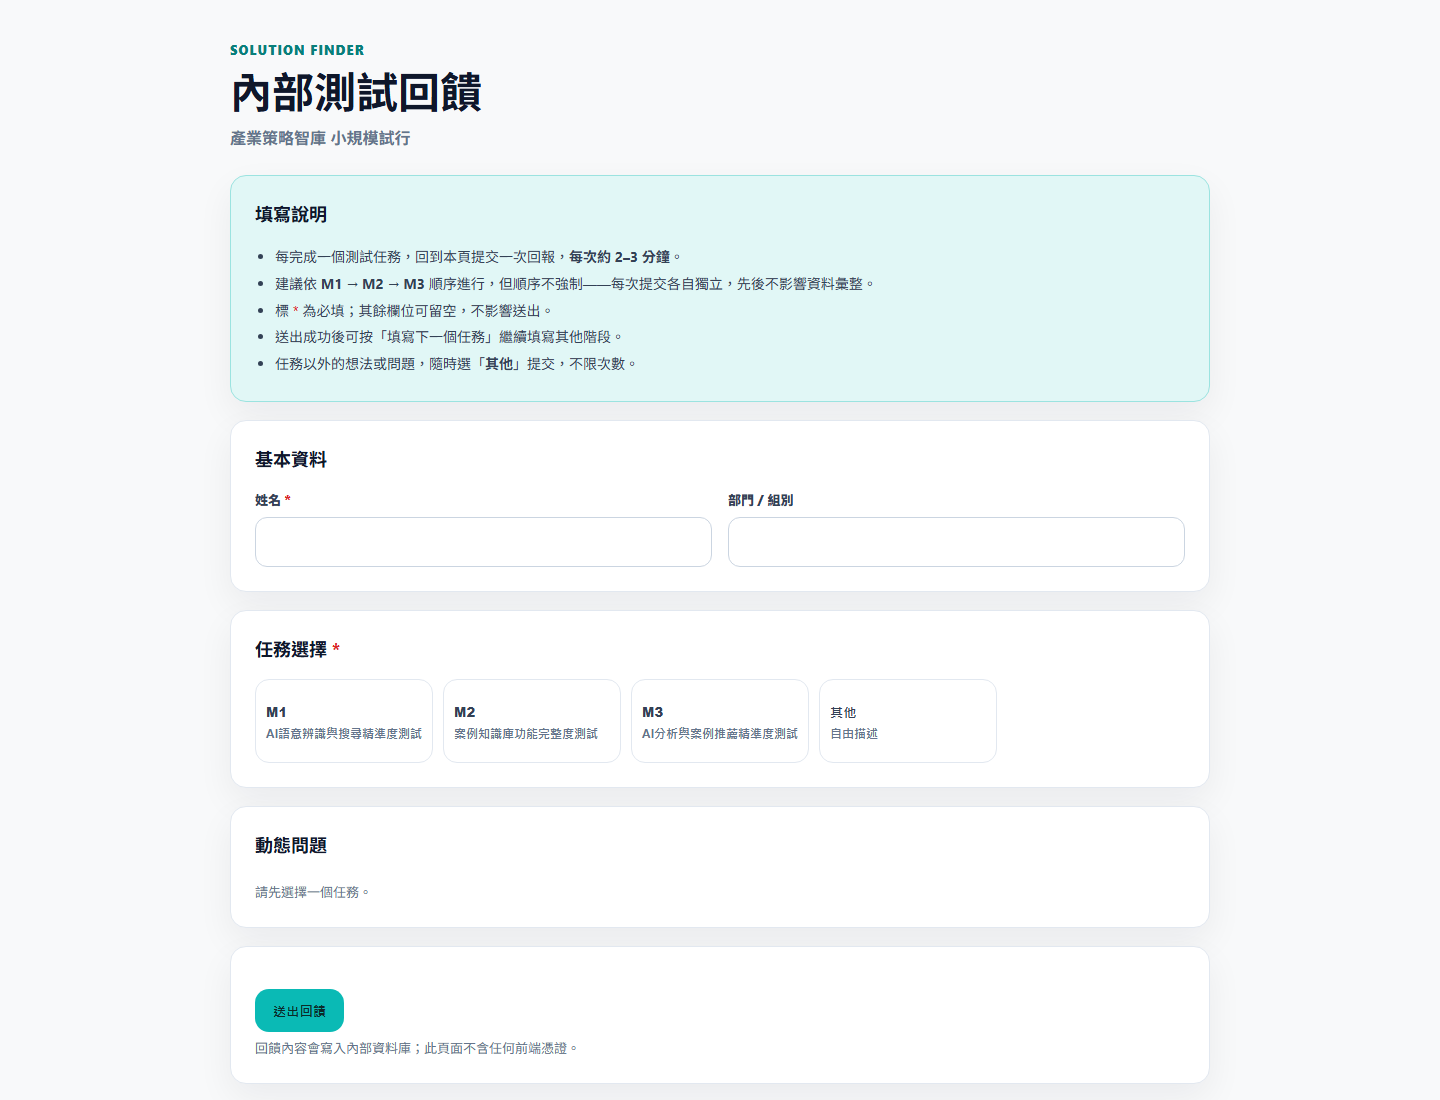 SOLUTION FINDER
內部測試回饋
產業策略智庫 小規模試行
填寫說明
每完成一個測試任務，回到本頁提交一次回報，每次約 2–3 分鐘。
建議依 M1 → M2 → M3 順序進行，但順序不強制——每次提交各自獨立，先後不影響資料彙整。
標 * 為必填；其餘欄位可留空，不影響送出。
送出成功後可按「填寫下一個任務」繼續填寫其他階段。
任務以外的想法或問題，隨時選「其他」提交，不限次數。
基本資料
姓名 *
部門 / 組別
任務選擇 *
M1
AI語意辨識與搜尋精準度測試
M2
案例知識庫功能完整度測試
M3
AI分析與案例推薦精準度測試
其他
自由描述
動態問題
請先選擇一個任務。
送出回饋
回饋內容會寫入內部資料庫；此頁面不含任何前端憑證。